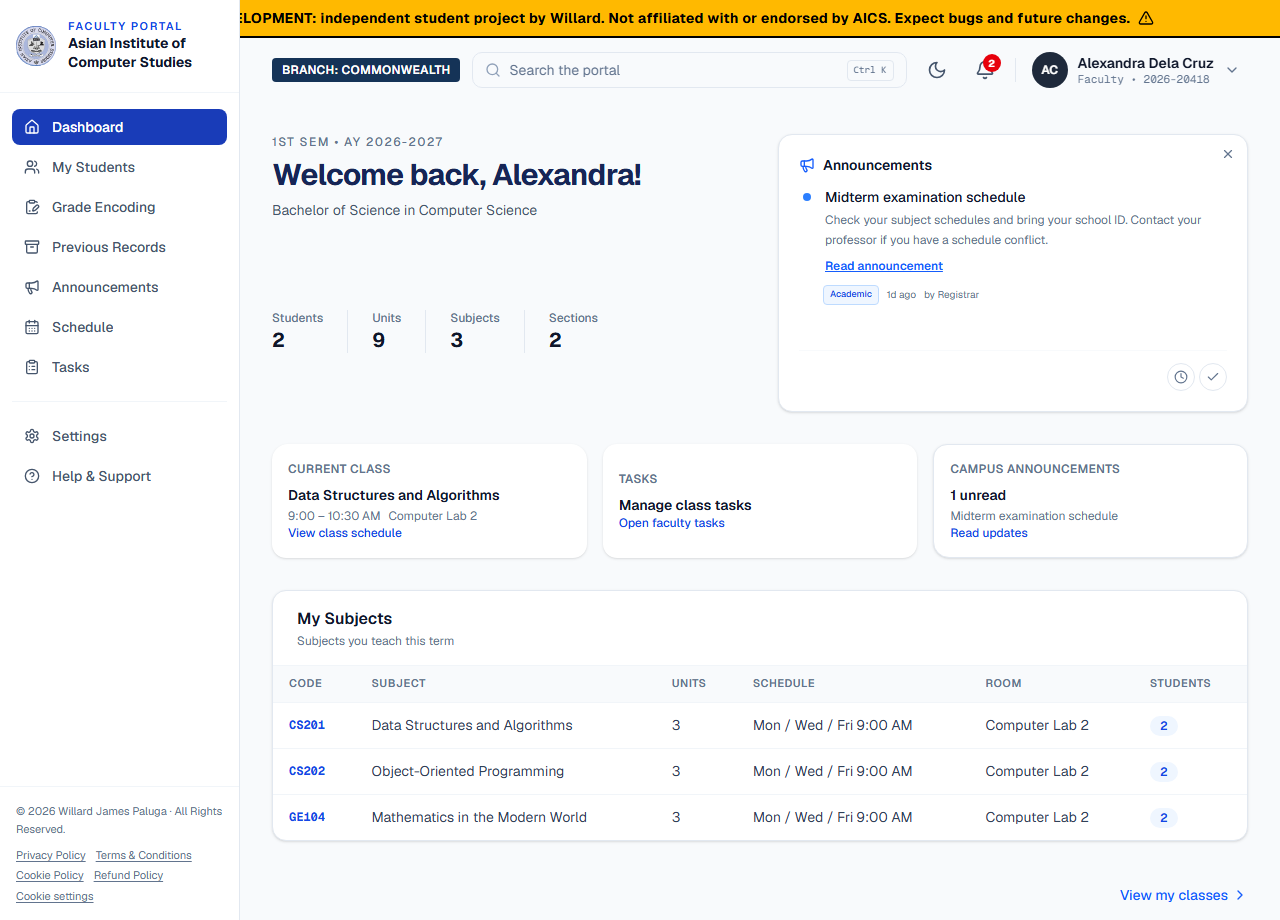 FACULTY PORTAL
Asian Institute of
Computer Studies
Dashboard
My Students
Grade Encoding
Previous Records
Announcements
Schedule
Tasks
Settings
Help & Support
© 2026 Willard James Paluga · All Rights
Reserved.
Privacy Policy Terms & Conditions
Cookie Policy Refund Policy
Cookie settings
ELOPMENT: independent student project by Willard. Not affiliated with or endorsed by AICS. Expect bugs and future changes.
BRANCH: COMMONWEALTH
Search the portal
Ctrl K
2
AC
Alexandra Dela Cruz
Faculty • 2026-20418
1ST SEM • AY 2026-2027
Welcome back, Alexandra!
Bachelor of Science in Computer Science
Students Units Subjects Sections
2 9 3 2
Announcements
Midterm examination schedule
Check your subject schedules and bring your school ID. Contact your
professor if you have a schedule conflict.
Read announcement
Academic 1d ago by Registrar
CURRENT CLASS
Data Structures and Algorithms
9:00 – 10:30 AM Computer Lab 2
View class schedule
TASKS
Manage class tasks
Open faculty tasks
CAMPUS ANNOUNCEMENTS
1 unread
Midterm examination schedule
Read updates
My Subjects
Subjects you teach this term
CODE SUBJECT UNITS SCHEDULE ROOM STUDENTS
CS201 Data Structures and Algorithms 3 Mon / Wed / Fri 9:00 AM Computer Lab 2 2
CS202 Object-Oriented Programming 3 Mon / Wed / Fri 9:00 AM Computer Lab 2 2
GE104 Mathematics in the Modern World 3 Mon / Wed / Fri 9:00 AM Computer Lab 2 2
View my classes